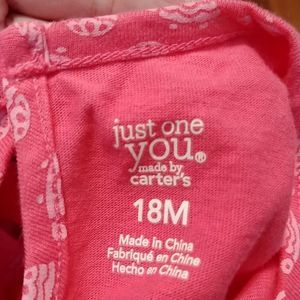 just one
you®
made by
carter's
18M
Made in China
Fabriqué en Chine
Hecho en China